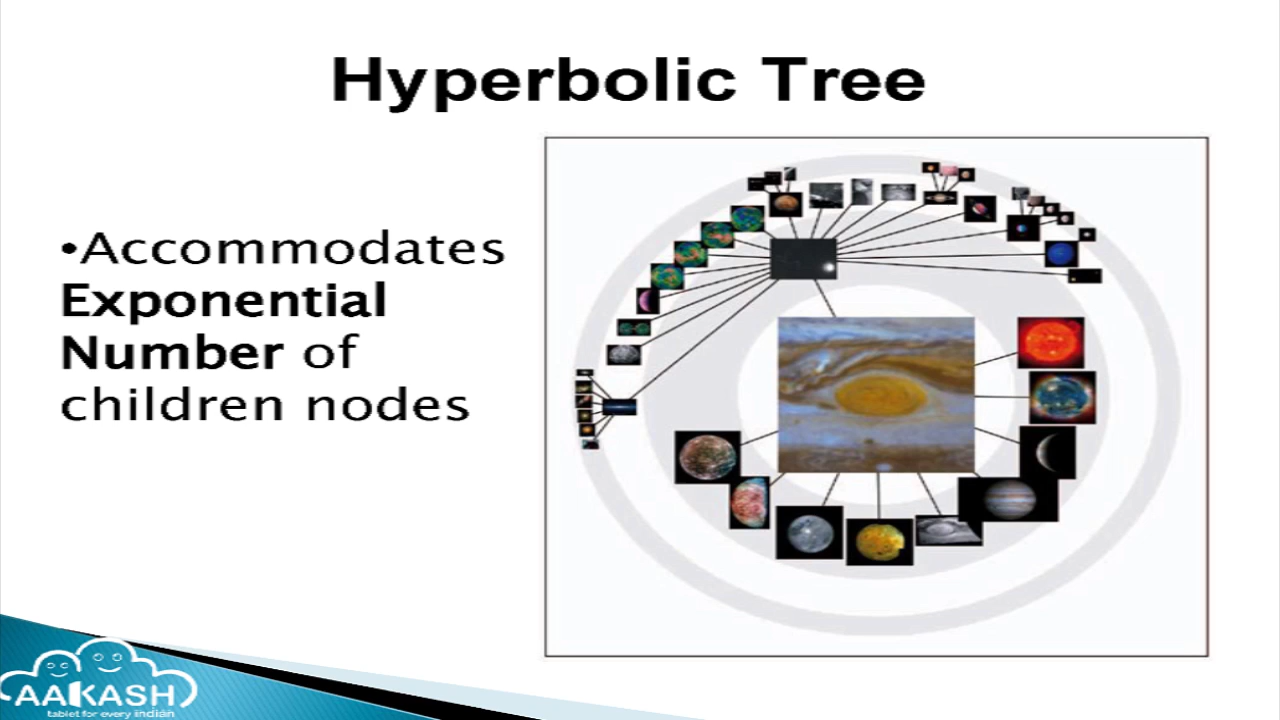 Hyperbolic Tree
•Accommodates
Exponential
Number of
children nodes
AAKASH
tablet for every indian